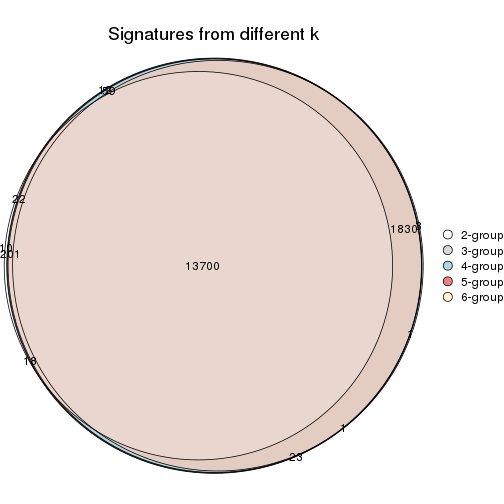 Signatures from different k
22
1830
13700
201
18
1
1
23
2-group
3-group
4-group
5-group
6-group